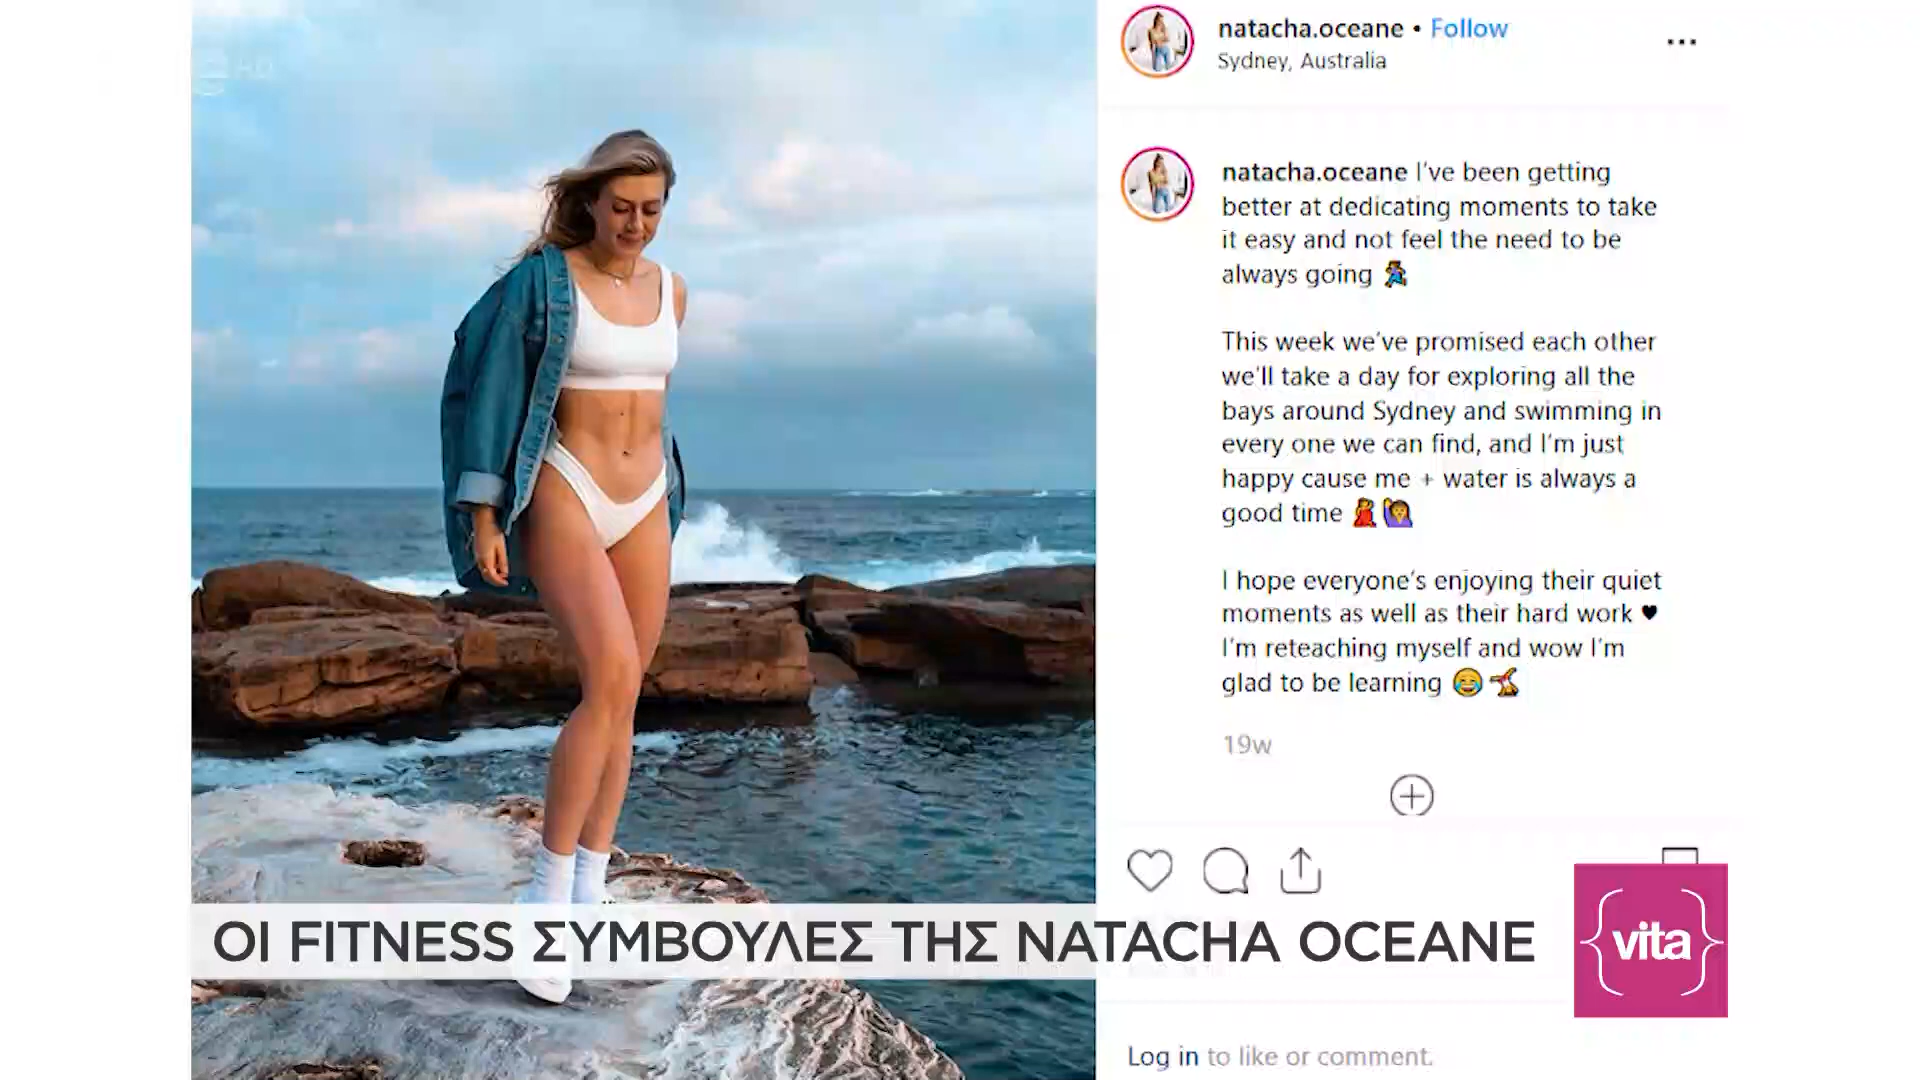 natacha.oceane • Follow
Sydney, Australia
natacha.oceane I've been getting
better at dedicating moments to take
it easy and not feel the need to be
always going
This week we've promised each other
we'll take a day for exploring all the
bays around Sydney and swimming in
every one we can find, and I'm just
happy cause me + water is always a
good time
I hope everyone's enjoying their quiet
moments as well as their hard work ♥
I'm reteaching myself and wow I'm
glad to be learning
19w
ΟΙ FITNESS ΣΥΜΒΟΥΛΕΣ ΤΗΣ NATACHA OCEANE
vita
Log in to like or comment.